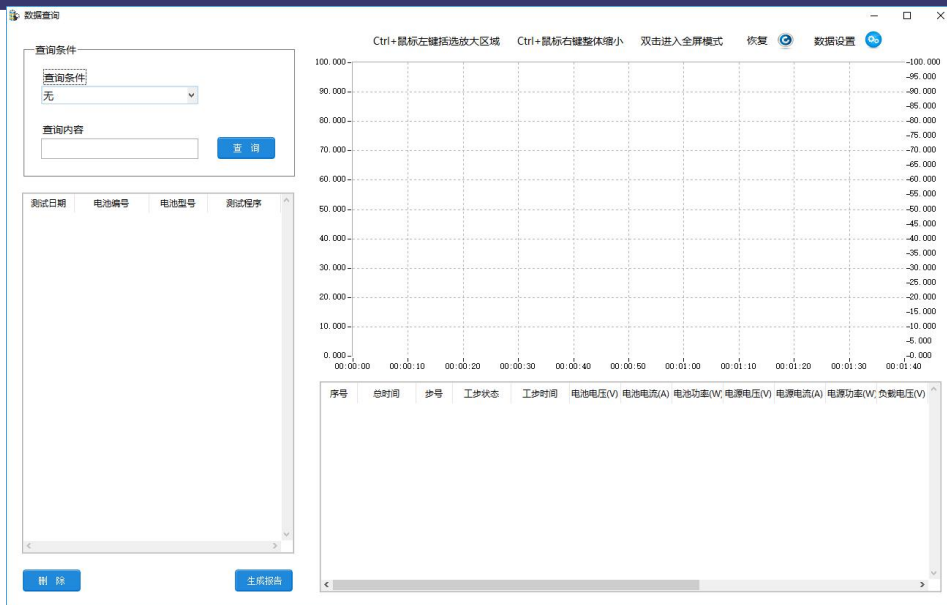 数据查询
查询条件
查询条件
无
查询内容
查 询
测试日期 电池编号 电池型号 测试程序
删 除
生成报告
Ctrl+鼠标左键括选放大区域 Ctrl+鼠标右键整体缩小 双击进入全屏模式 恢复 数据设置
100.000
90.000
80.000
70.000
60.000
50.000
40.000
30.000
20.000
10.000
0.000
100.000
95.000
90.000
85.000
80.000
75.000
70.000
65.000
60.000
55.000
50.000
45.000
40.000
35.000
30.000
25.000
20.000
15.000
10.000
5.000
0.000
00:00:00 00:00:10 00:00:20 00:00:30 00:00:40 00:00:50 00:01:00 00:01:10 00:01:20 00:01:30 00:01:40
序号 总时间 步号 工步状态 工步时间 电池电压(V) 电池电流(A) 电池功率(W) 电源电压(V) 电源电流(A) 电源功率(W) 负载电压(V)